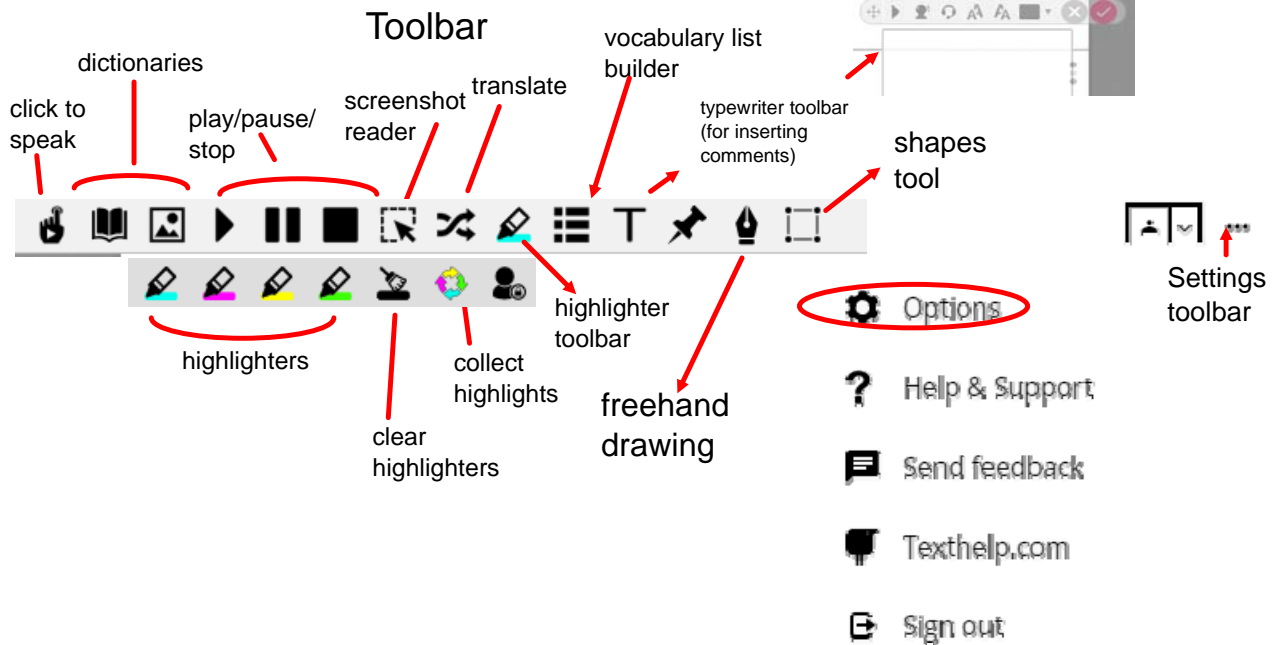 Toolbar
dictionaries
click to
speak
play/pause/
stop
screenshot
reader
translate
vocabulary list
builder
typewriter toolbar
(for inserting
comments)
shapes
tool
highlighters
clear
highlighters
collect
highlights
highlighter
toolbar
freehand
drawing
Settings
toolbar
Options
Help & Support
Send feedback
Texthelp.com
Sign out